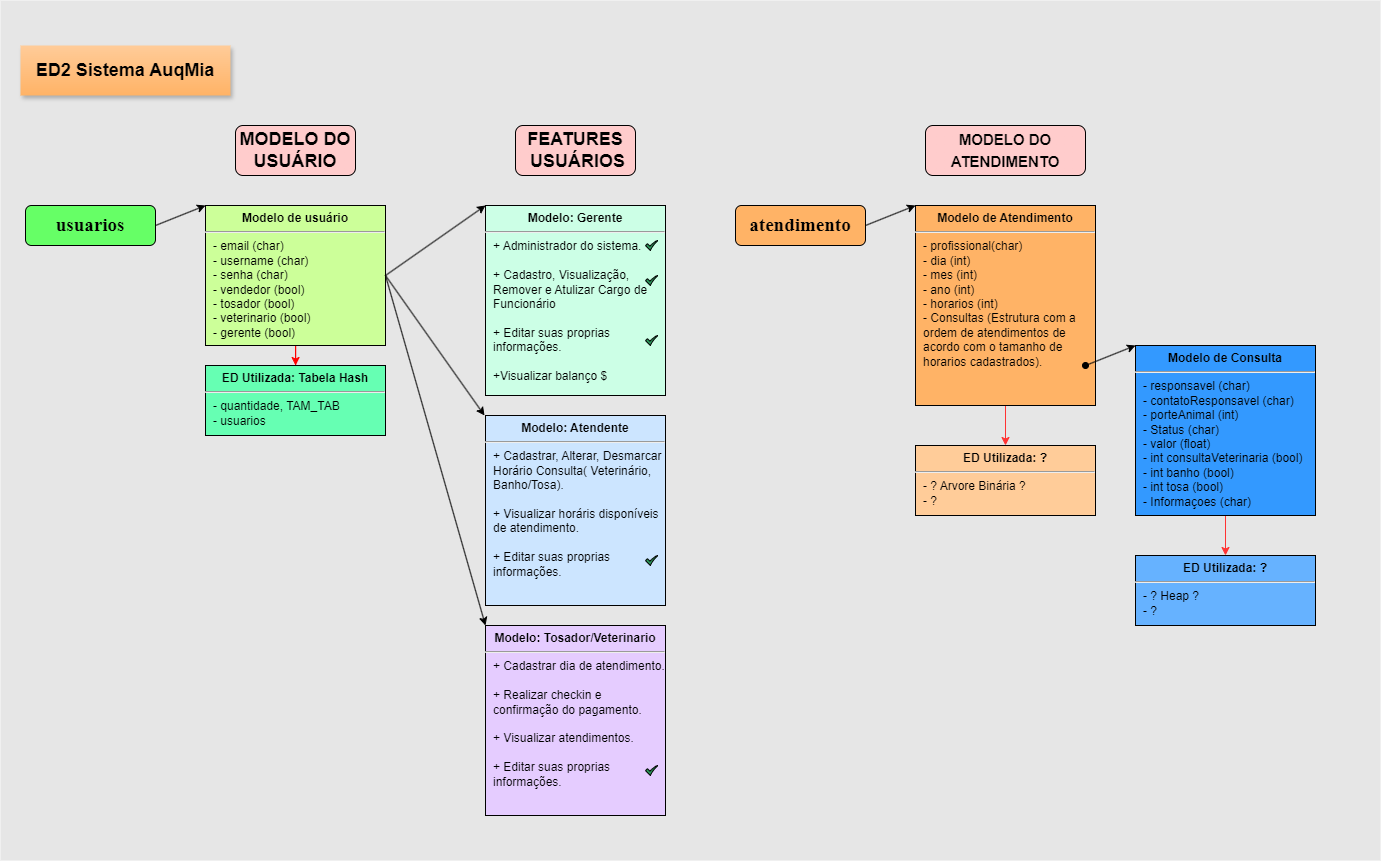 ED2 Sistema AuqMia
MODELO DO
USUÁRIO
FEATURES
USUÁRIOS
MODELO DO
ATENDIMENTO
usuarios
Modelo de usuário
- email (char)
- username (char)
- senha (char)
- vendedor (bool)
- tosador (bool)
- veterinario (bool)
- gerente (bool)
ED Utilizada: Tabela Hash
- quantidade, TAM_TAB
- usuarios
Modelo: Gerente
+ Administrador do sistema.
+ Cadastro, Visualização,
Remover e Atulizar Cargo de
Funcionário
+ Editar suas proprias
informações.
+Visualizar balanço $
Modelo: Atendente
+ Cadastrar, Alterar, Desmarcar
Horário Consulta( Veterinário,
Banho/Tosa).
+ Visualizar horáris disponíveis
de atendimento.
+ Editar suas proprias
informações.
Modelo: Tosador/Veterinario
+ Cadastrar dia de atendimento.
+ Realizar checkin e
confirmação do pagamento.
+ Visualizar atendimentos.
+ Editar suas proprias
informações.
atendimento
Modelo de Atendimento
- profissional(char)
- dia (int)
- mes (int)
- ano (int)
- horarios (int)
- Consultas (Estrutura com a
ordem de atendimentos de
acordo com o tamanho de
horarios cadastrados).
ED Utilizada: ?
- ? Arvore Binária ?
- ?
Modelo de Consulta
- responsavel (char)
- contatoResponsavel (char)
- porteAnimal (int)
- Status (char)
- valor (float)
- int consultaVeterinaria (bool)
- int banho (bool)
- int tosa (bool)
- Informaçoes (char)
ED Utilizada: ?
- ? Heap ?
- ?